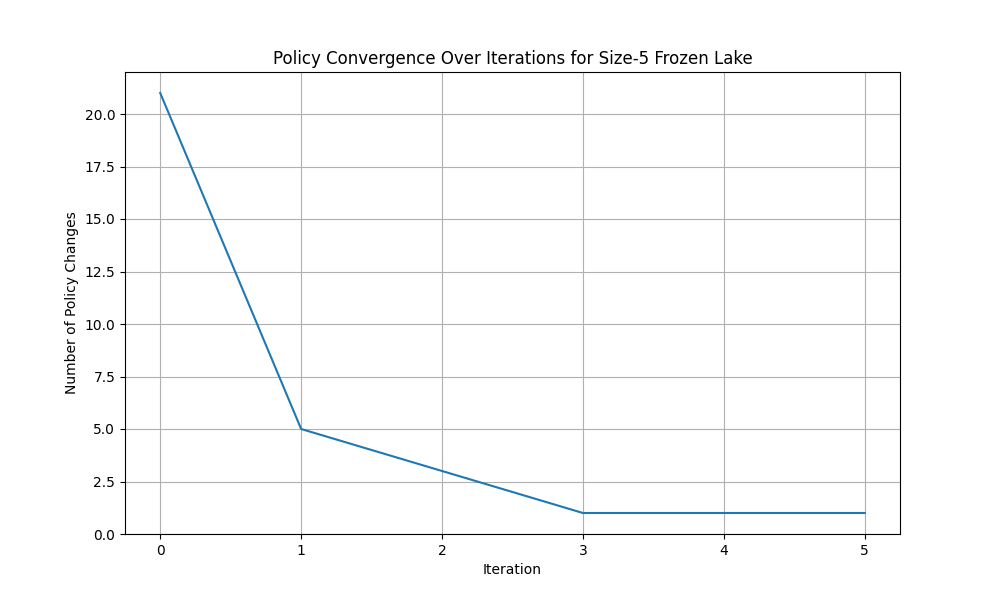 Policy Convergence Over Iterations for Size-5 Frozen Lake
20.0
17.5
15.0
12.5
10.0
7.5
5.0
2.5
0.0
Number of Policy Changes
0 1 2 3 4 5
Iteration